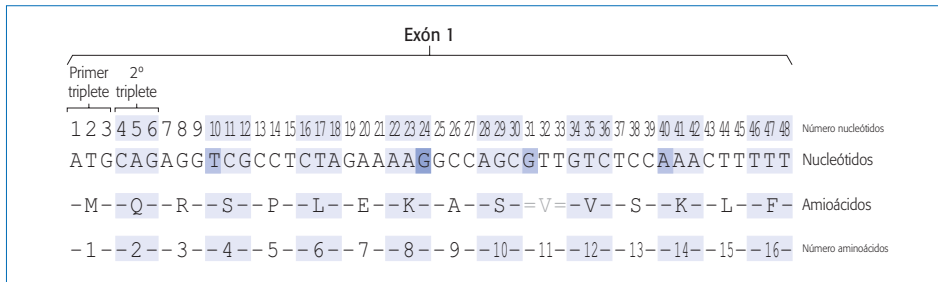 Exón 1
Primer 2º
triplete triplete
1 2 3 4 5 6 7 8 9 10 11 12 13 14 15 16 17 18 19 20 21 22 23 24 25 26 27 28 29 30 31 32 33 34 35 36 37 38 39 40 41 42 43 44 45 46 47 48 Número nucleótidos
ATGCAGAGGTCGCCTCTAGAAAAGGCCAGCGTTGTCTCCAAACTTTTT Nucleótidos
-M--Q--R--S--P--L--E--K--A--S-=V=-V--S--K--L--F- Amioácidos
-1--2--3--4--5--6--7--8--9--10--11--12--13--14--15--16- Número aminoácidos